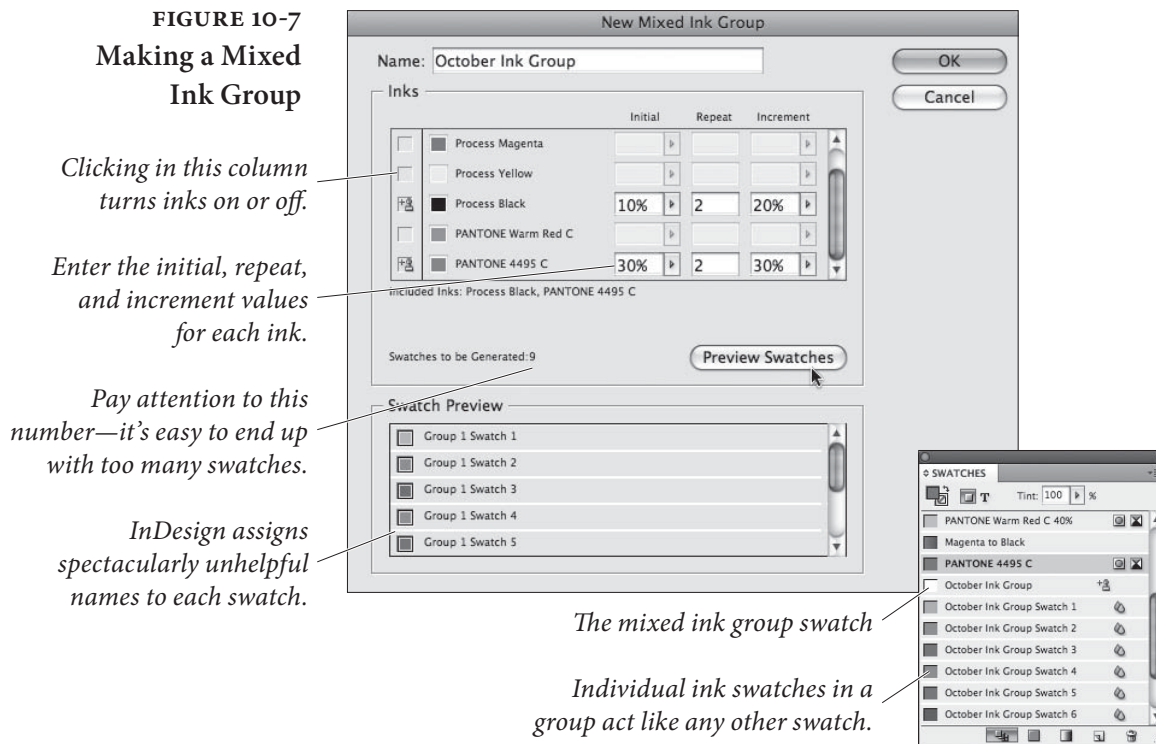 FIGURE 10-7
Making a Mixed
Ink Group
Clicking in this column
turns inks on or off.
Enter the initial, repeat,
and increment values
for each ink.
Pay attention to this
number—it's easy to end up
with too many swatches.
InDesign assigns
spectacularly unhelpful
names to each swatch.
New Mixed Ink Group
Name: October Ink Group
OK
Cancel
Inks
Initial Repeat Increment
Process Magenta
Process Yellow
Process Black 10% 2 20%
PANTONE Warm Red C
PANTONE 4495 C 30% 2 30%
Included Inks: Process Black, PANTONE 4495 C
Swatches to be Generated:9
Preview Swatches
Swatch Preview
Group 1 Swatch 1
Group 1 Swatch 2
Group 1 Swatch 3
Group 1 Swatch 4
Group 1 Swatch 5
The mixed ink group swatch
Individual ink swatches in a
group act like any other swatch.
SWATCHES
T Tint: 100 %
PANTONE Warm Red C 40%
Magenta to Black
PANTONE 4495 C
October Ink Group
October Ink Group Swatch 1
October Ink Group Swatch 2
October Ink Group Swatch 3
October Ink Group Swatch 4
October Ink Group Swatch 5
October Ink Group Swatch 6